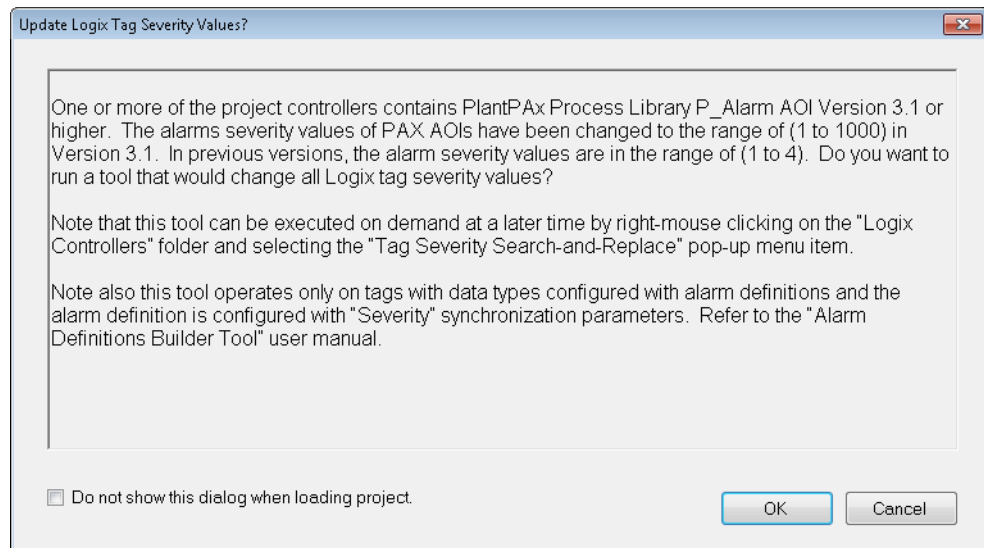 Update Logix Tag Severity Values?
One or more of the project controllers contains PlantPAx Process Library P_Alarm AOI Version 3.1 or
higher. The alarms severity values of PAX AOIs have been changed to the range of (1 to 1000) in
Version 3.1. In previous versions, the alarm severity values are in the range of (1 to 4). Do you want to
run a tool that would change all Logix tag severity values?
Note that this tool can be executed on demand at a later time by right-mouse clicking on the "Logix
Controllers" folder and selecting the "Tag Severity Search-and-Replace" pop-up menu item.
Note also this tool operates only on tags with data types configured with alarm definitions and the
alarm definition is configured with "Severity" synchronization parameters. Refer to the "Alarm
Definitions Builder Tool" user manual.
Do not show this dialog when loading project.
OK
Cancel